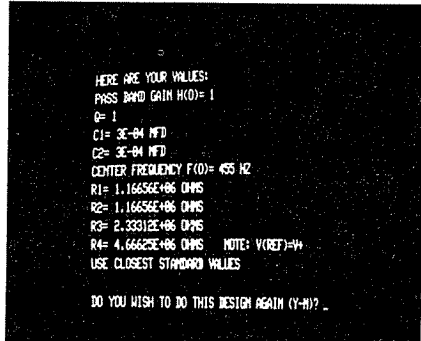 HERE ARE YOUR VALUES:
PASS BAND GAIN H(O)= 1
Q= 1
C1= 3E-04 MFD
C2= 3E-04 MFD
CENTER FREQUENCY F(O)= 455 HZ
R1= 1.16656E+06 OHMS
R2= 1.16656E+06 OHMS
R3= 2.33312E+06 OHMS
R4= 4.66625E+06 OHMS NOTE: V(REF)=V+
USE CLOSEST STANDARD VALUES
DO YOU WISH TO DO THIS DESIGN AGAIN (Y-N)? _